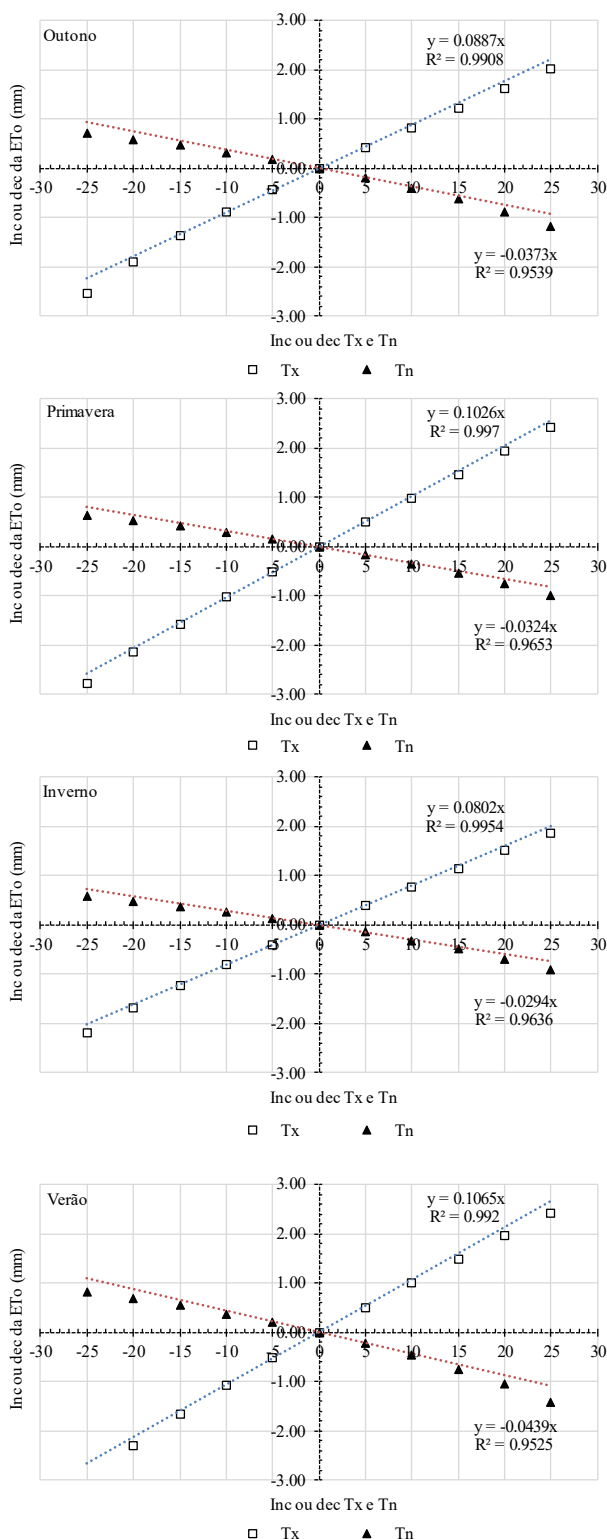 Outono
3.00
2.00
1.00
0.00
-1.00
-2.00
-3.00
-30 -25 -20 -15 -10 -5 0 5 10 15 20 25 30
y = 0.0887x
R² = 0.9908
y = -0.0373x
R² = 0.9539
Inc ou dec da ETo (mm)
Inc ou dec Tx e Tn
Tx Tn
Primavera
3.00
2.00
1.00
0.00
-1.00
-2.00
-3.00
-30 -25 -20 -15 -10 -5 0 5 10 15 20 25 30
y = 0.1026x
R² = 0.997
y = -0.0324x
R² = 0.9653
Inc ou dec da ETo (mm)
Inc ou dec Tx e Tn
Tx Tn
Inverno
3.00
2.00
1.00
0.00
-1.00
-2.00
-3.00
-30 -25 -20 -15 -10 -5 0 5 10 15 20 25 30
y = 0.0802x
R² = 0.9954
y = -0.0294x
R² = 0.9636
Inc ou dec da ETo (mm)
Inc ou dec Tx e Tn
Tx Tn
Verão
3.00
2.00
1.00
0.00
-1.00
-2.00
-3.00
-30 -25 -20 -15 -10 -5 0 5 10 15 20 25 30
y = 0.1065x
R² = 0.992
y = -0.0439x
R² = 0.9525
Inc ou dec da ETo (mm)
Inc ou dec Tx e Tn
Tx Tn